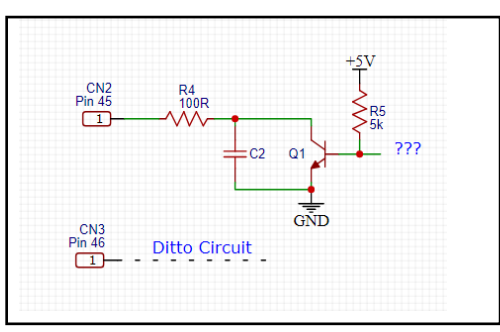 +5V
CN2
Pin 45
1
R4
100R
R5
5k
C2
Q1
???
GND
CN3
Pin 46
1
Ditto Circuit